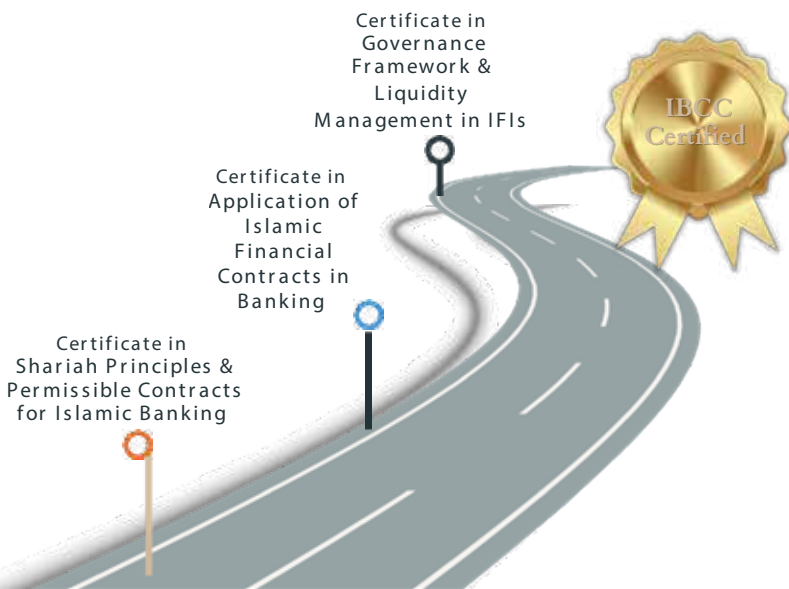 Certificate in
Governance
Framework &
Liquidity
Management in IFIs
IBCC
Certified
Certificate in
Application of
Islamic
Financial
Contracts in
Banking
Certificate in
Shariah Principles &
Permissible Contracts
for Islamic Banking